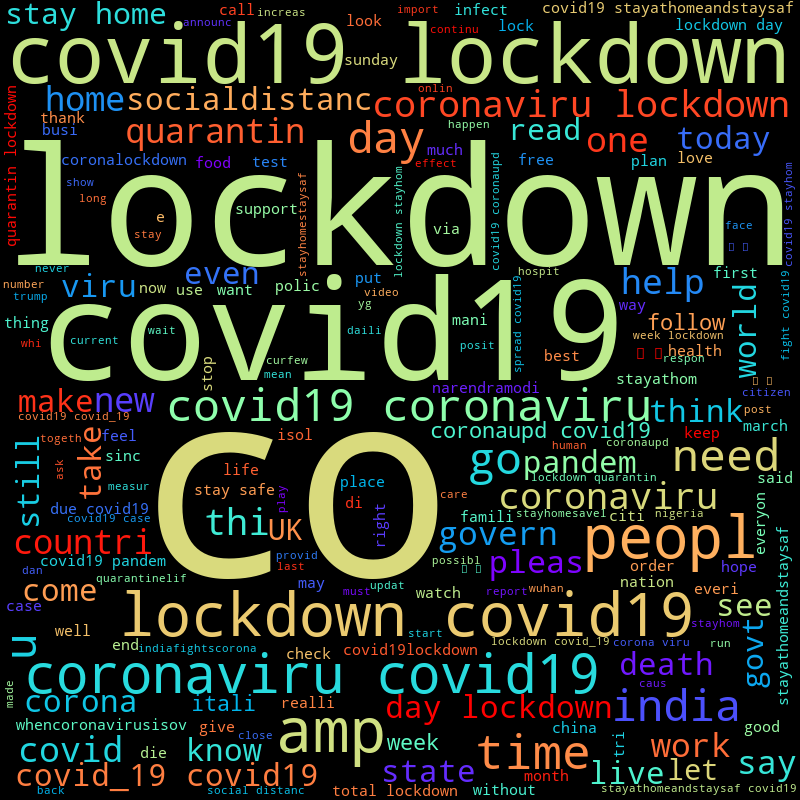 stay home
call
increas
infect
import
covid19 stayathomeandstaysaf
announc
look
continu
lock
lockdown day
covid19 lockdown
sunday
onlin
home
socialdistanc
coronaviru lockdown
quarantin lockdown
thank
busi
quarantin
day
happen
read
one
today
coronalockdown
food
test
much
effect
free
plan
love
show
long
support
stayhomestaysaf
lockdown stayhom
covid19 coronaupd
covid19 stayhom
e
stay
via
face
lockdown
never
even
hospit
number
trump
viru
now
use
want
polic
put
video
help
first
way
follow
world
fight covid19
thing
whi
current
wait
yg
daili
mani
posit
spread covid19
week lockdown
best
health
respon
covid19
stop
curfew
mean
stayathom
make
new
narendramodi
citizen
covid19 coronaviru
think
post
march
covid19 covid_19
togeth
feel
isol
coronaupd covid19
keep
human
coronaupd
said
still
take
ask
sinc
life
go
pandem
need
lockdown quarantin
measur
stay safe
play
place
care
coronaviru
everyon
due covid19
covid19 case
co
thi
UK
di
right
famili
stayhomesavel
citi
nigeria
peopl
countri
provid
govern
order
covid19 pandem
last
possibl
pleas
nation
hope
dan
quarantinelif
may
updat
watch
report
wuhan
everi
case
come
must
lockdown covid19
see
stayhom
u
well
start
lockdown covid_19
corona viru
run
end
indiafightscorona
check
covid19lockdown
govt
stayathomeandstaysaf
coronaviru covid19
death
caus
made
corona
itali
realli
day lockdown
india
whencoronavirusisov
give
amp
china
good
covid
die
know
close
week
time
tri
work
say
covid_19 covid19
state
month
live
let
back
social distanc
total lockdown
without
stayathomeandstaysaf covid19